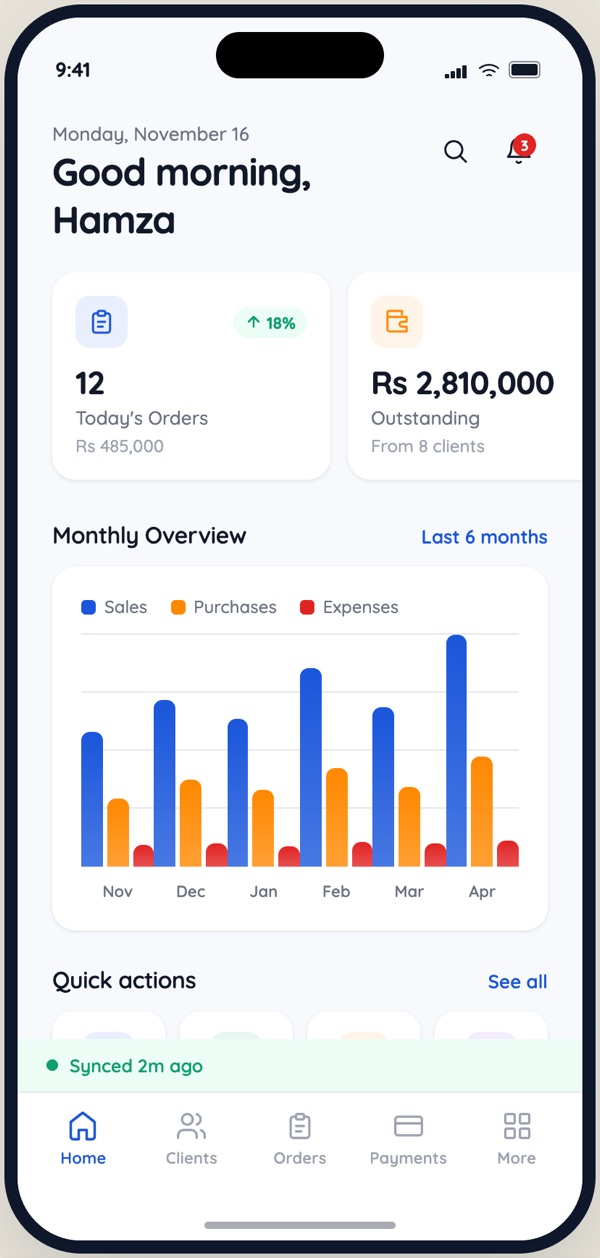 9:41
Monday, November 16
Good morning,
Hamza
3
18%
12
Today's Orders
Rs 485,000
Rs 2,810,000
Outstanding
From 8 clients
Monthly Overview
Last 6 months
Sales Purchases Expenses
Nov Dec Jan Feb Mar Apr
Quick actions
See all
Synced 2m ago
Home Clients Orders Payments More